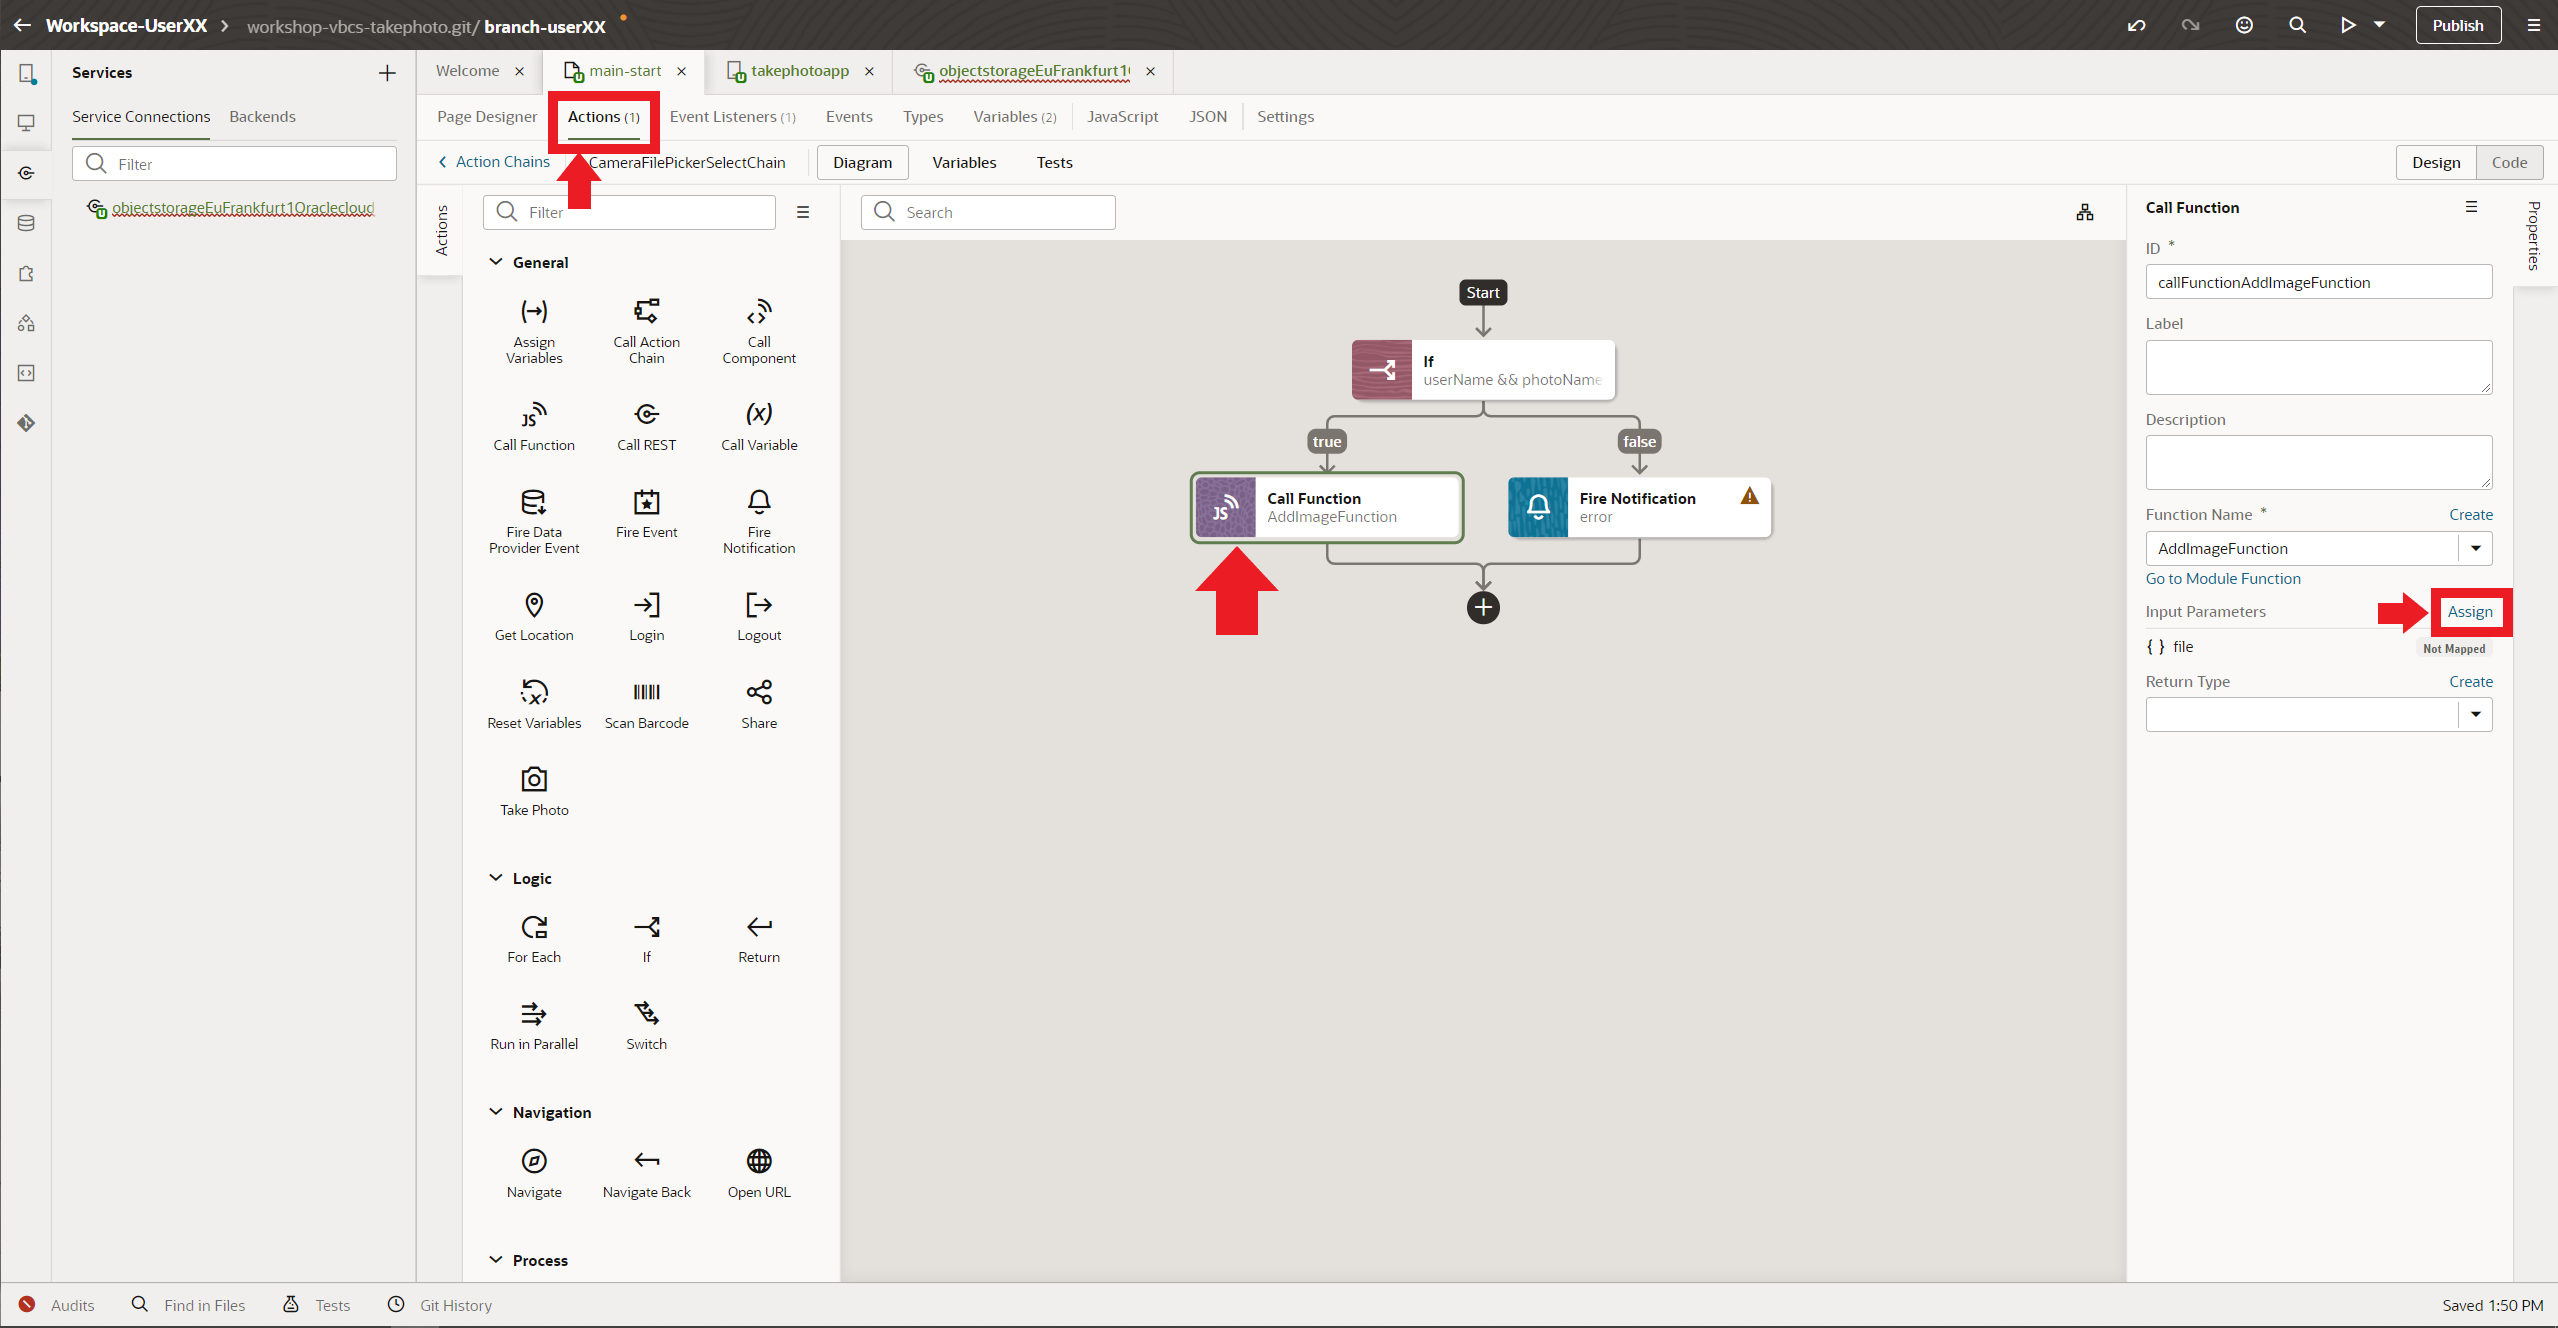 Workspace-UserXX > workshop-vbcs-takephoto.git/ branch-userXX
Publish
Services
Service Connections Backends
Filter
objectstorageEuFrankfurt1Oraclecloud
Welcome main-start takephotoapp objectstorageEuFrankfurt1
Page Designer Actions (1) Event Listeners (1) Events Types Variables (2) JavaScript JSON Settings
Action Chains CameraFilePickerSelectChain Diagram Variables Tests
Design Code
Actions
Filter
General
Assign Variables
Call Action Chain
Call Component
JS Call Function
Call REST
(x) Call Variable
Fire Data Provider Event
Fire Event
Fire Notification
Get Location
Login
Logout
Reset Variables
Scan Barcode
Share
Take Photo
Logic
For Each
If
Return
Run in Parallel
Switch
Navigation
Navigate
Navigate Back
Open URL
Process
Search
Start
If
userName && photoName
true
false
JS
Call Function
AddImageFunction
Fire Notification
error
Call Function
Properties
ID *
callFunctionAddImageFunction
Label
Description
Function Name * Create
AddImageFunction
Go to Module Function
Input Parameters Assign
{ } file Not Mapped
Return Type Create
Audits Find in Files Tests Git History
Saved 1:50 PM